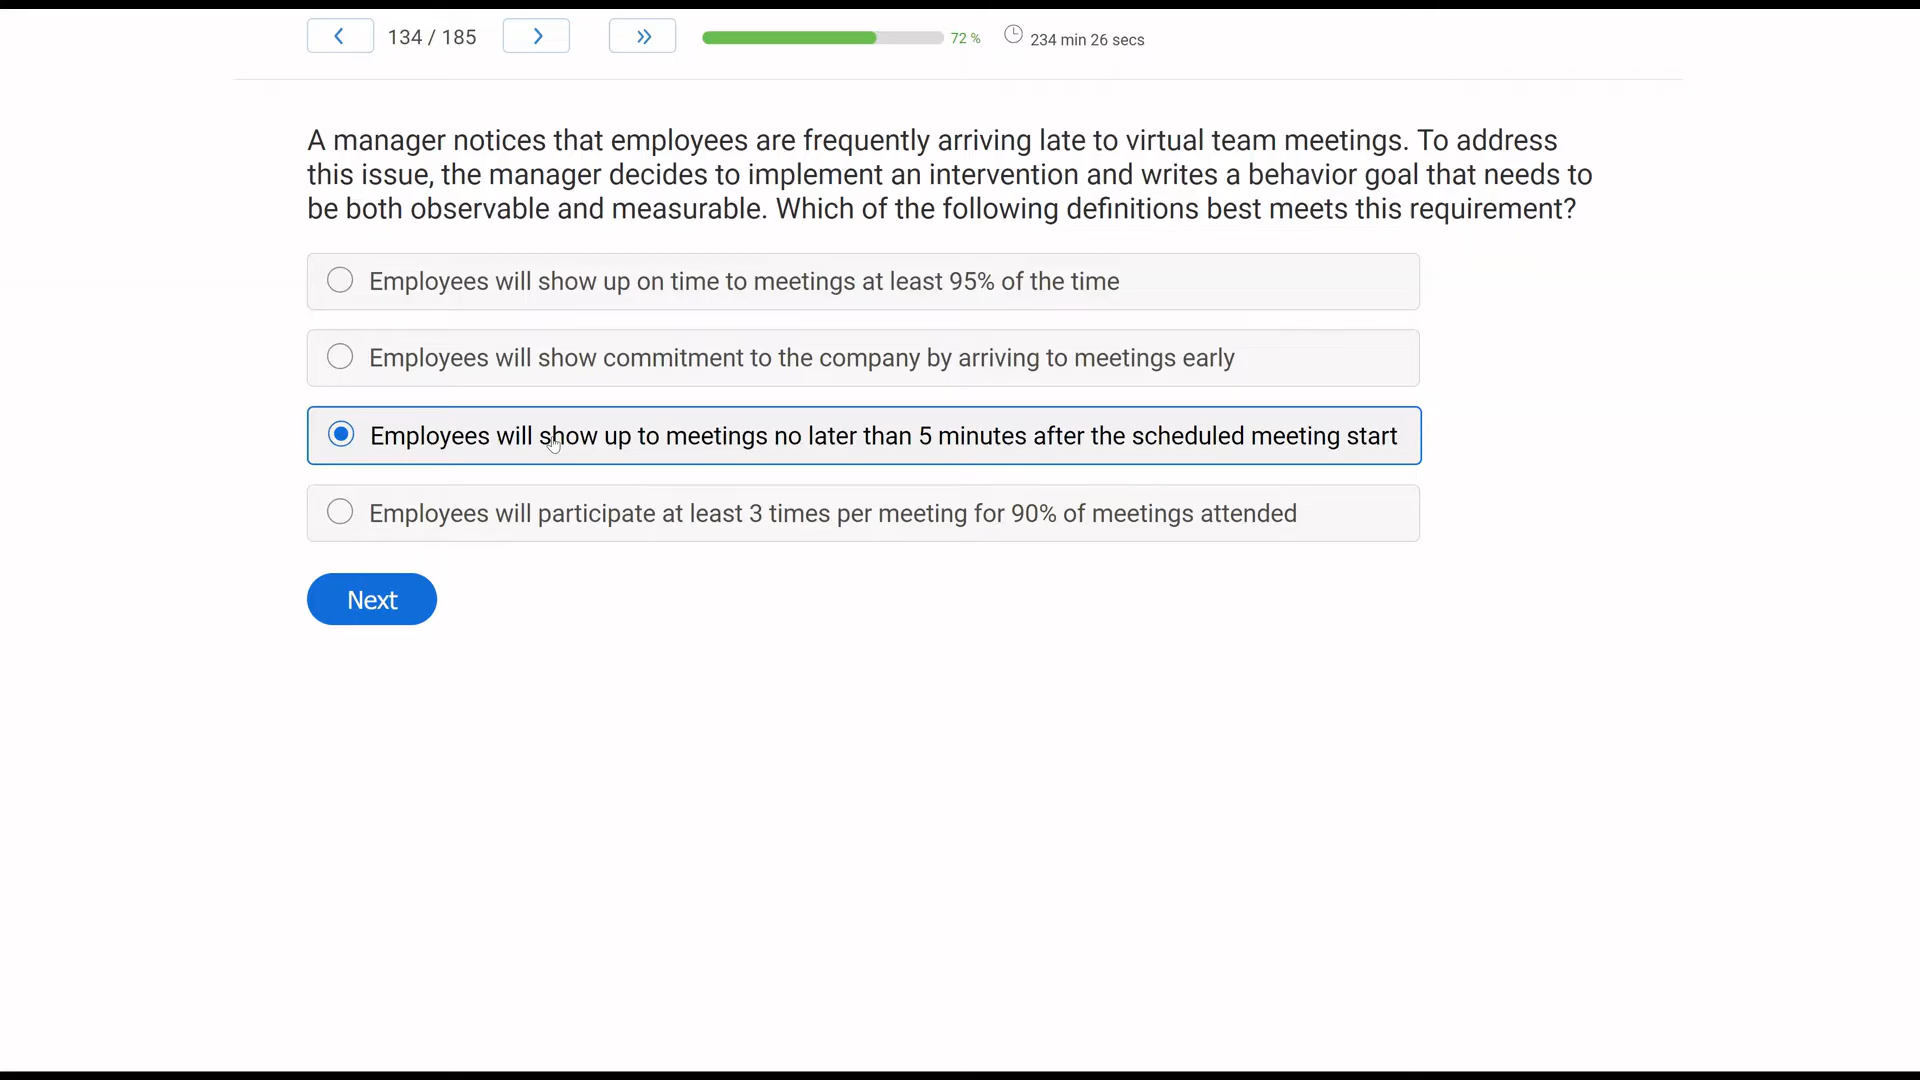 134 / 185
72 %
234 min 26 secs
A manager notices that employees are frequently arriving late to virtual team meetings. To address
this issue, the manager decides to implement an intervention and writes a behavior goal that needs to
be both observable and measurable. Which of the following definitions best meets this requirement?
Employees will show up on time to meetings at least 95% of the time
Employees will show commitment to the company by arriving to meetings early
Employees will show up to meetings no later than 5 minutes after the scheduled meeting start
Employees will participate at least 3 times per meeting for 90% of meetings attended
Next